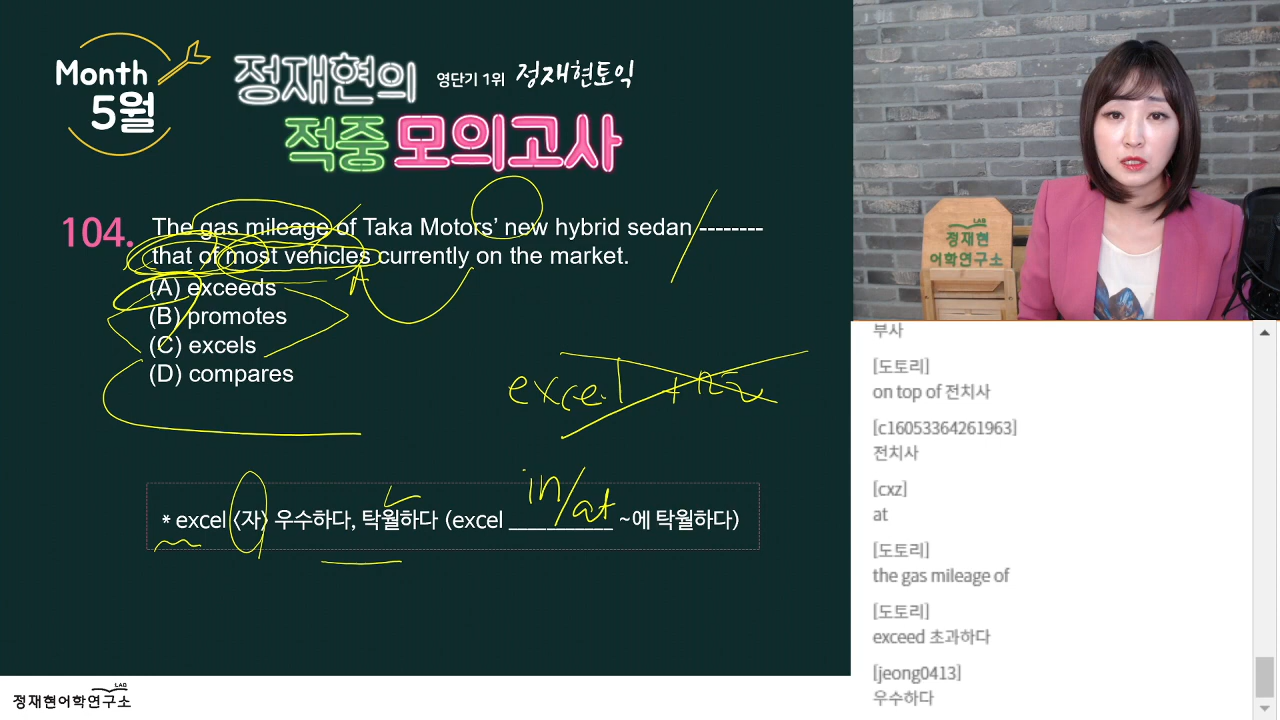 Month
5월
정재현의
영단기 1위 정재현토익
적중 모의고사
104.
The gas mileage of Taka Motors' new hybrid sedan --------
that of most vehicles currently on the market.
(A) exceeds
(B) promotes
(C) excels
(D) compares
excel
in/at
* excel <자> 우수하다, 탁월하다 (excel __________ ~에 탁월하다)
정재현어학연구소
LAB
LAB
정재현
어학연구소
부사
[도토리]
on top of 전치사
[c16053364261963]
전치사
[cxz]
at
[도토리]
the gas mileage of
[도토리]
exceed 초과하다
[jeong0413]
우수하다